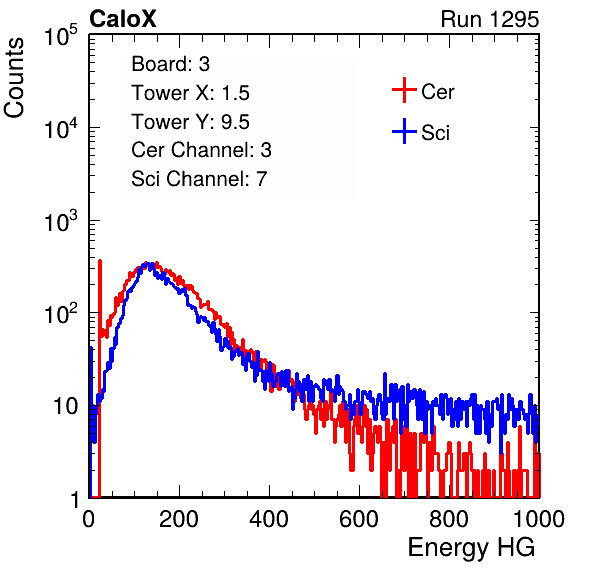 CaloX Run 1295
Counts
10^5
10^4
10^3
10^2
10
1
Board: 3
Tower X: 1.5
Tower Y: 9.5
Cer Channel: 3
Sci Channel: 7
Cer
Sci
0 200 400 600 800 1000
Energy HG